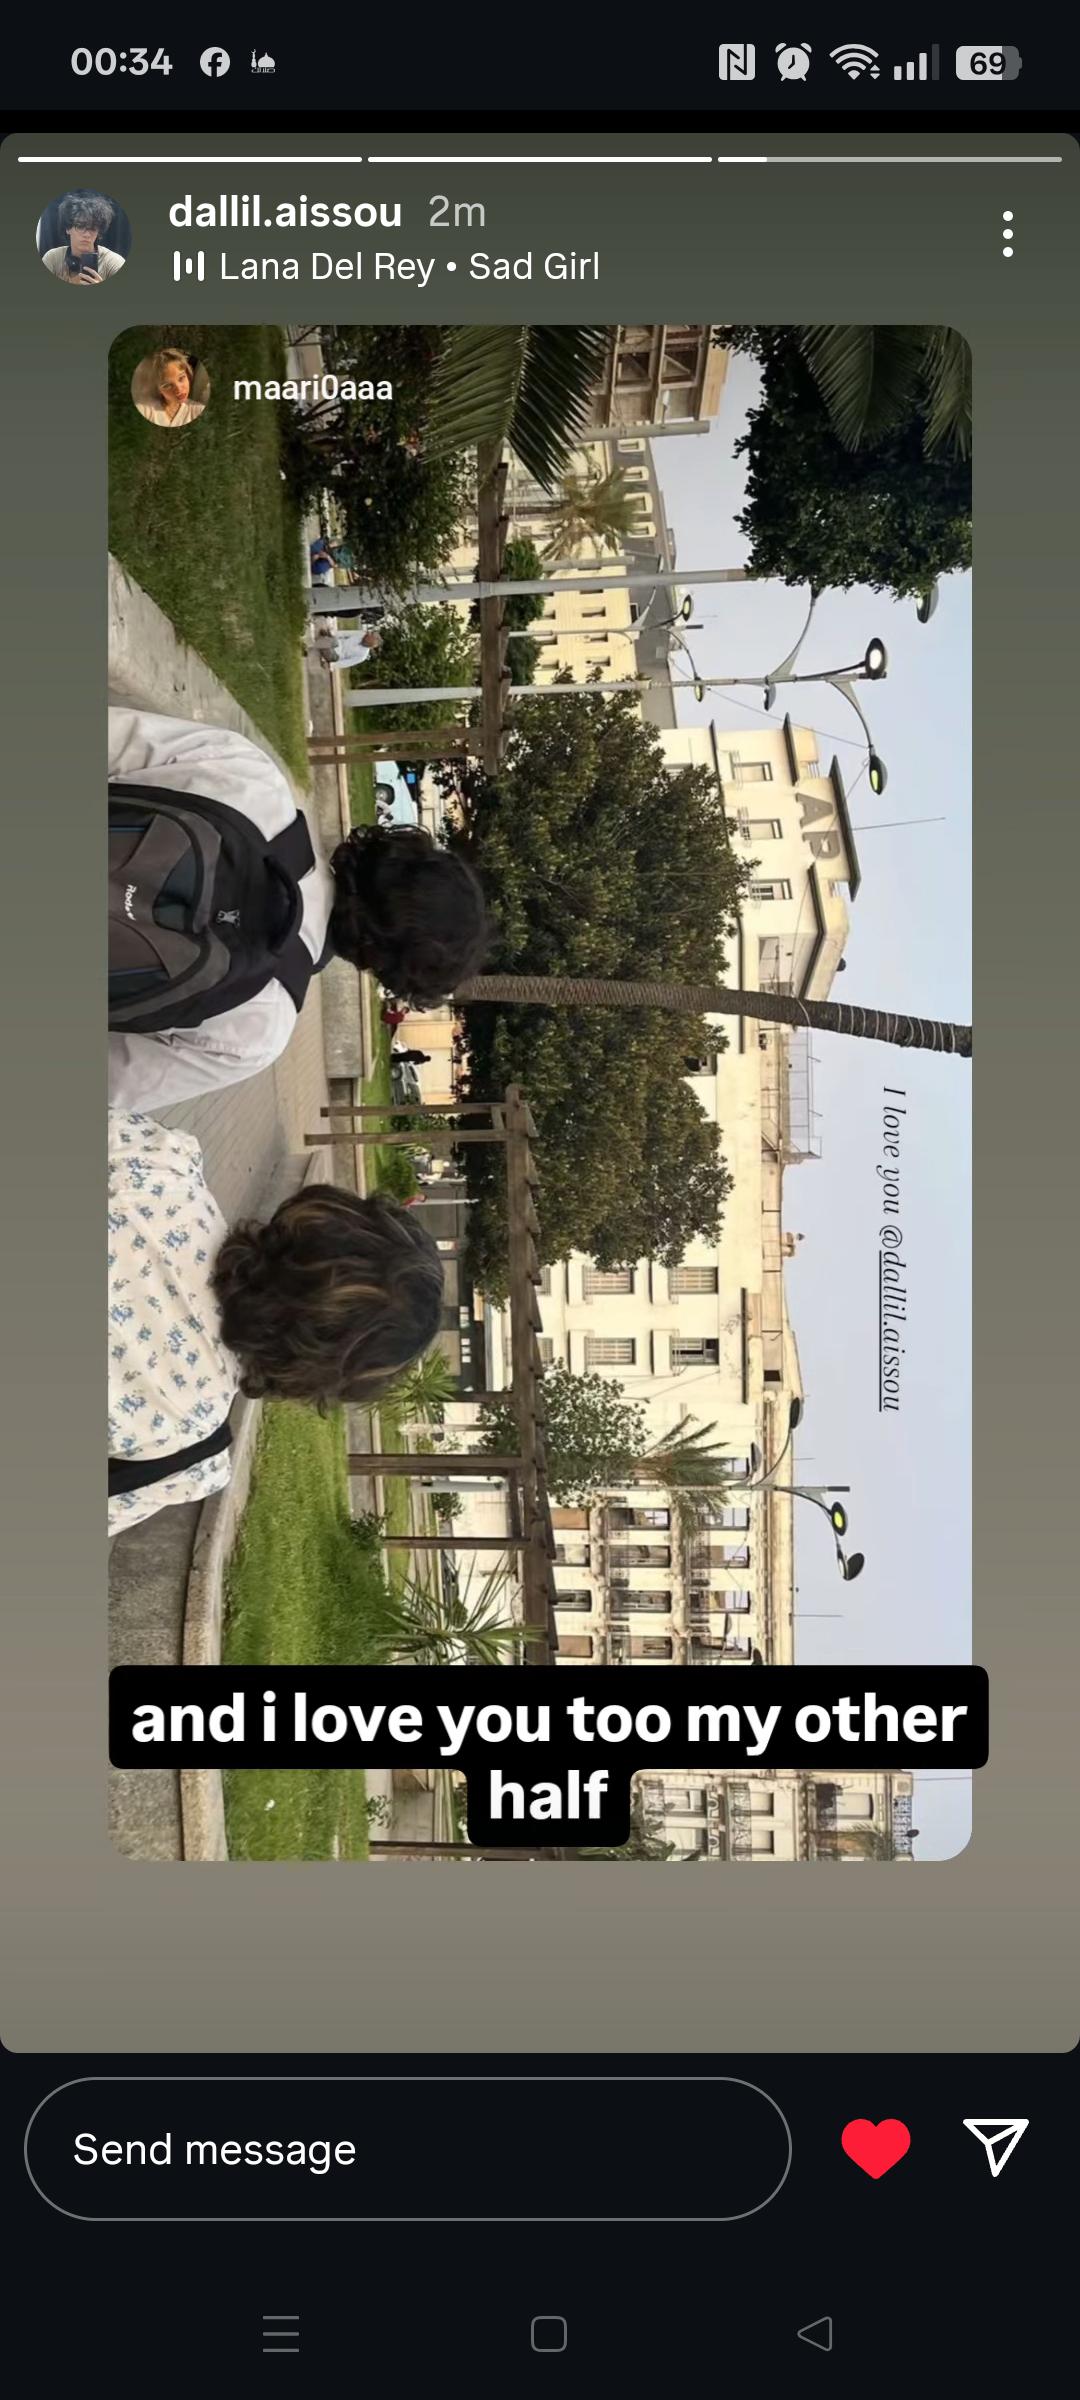 00:34
69
dallil.aissou 2m
Lana Del Rey • Sad Girl
maari0aaa
AR
I love you @dallil.aissou
and i love you too my other
half
Send message